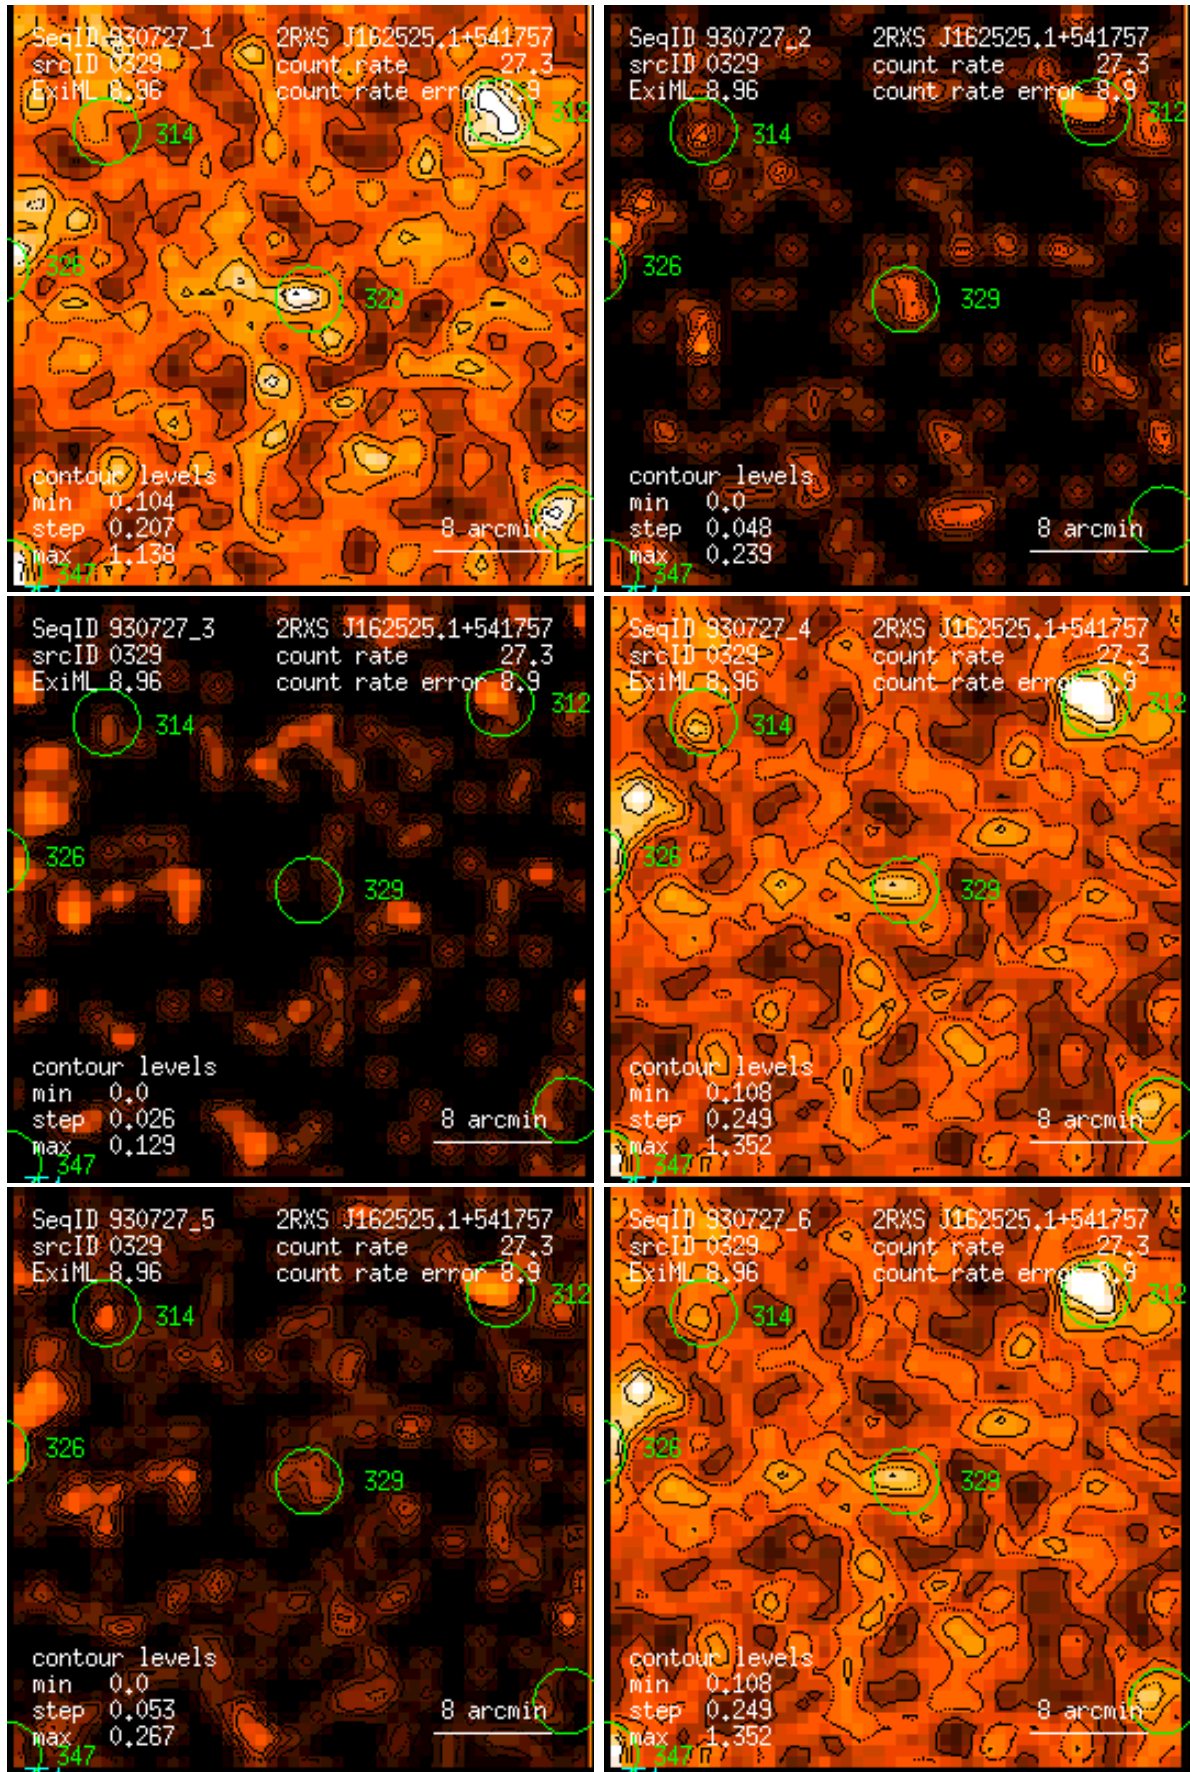 SeqID 930727_1 2RXS J162525.1+541757
srcID 0329 count rate 27.3
ExiML 8.96 count rate error 8.9
312
314
326
329
contour levels
min 0.104
step 0.207 8 arcmin
max 1.138
347
SeqID 930727_2 2RXS J162525.1+541757
srcID 0329 count rate 27.3
ExiML 8.96 count rate error 8.9
312
314
326
329
contour levels
min 0.0
step 0.048 8 arcmin
max 0.239
347
SeqID 930727_3 2RXS J162525.1+541757
srcID 0329 count rate 27.3
ExiML 8.96 count rate error 8.9
312
314
326
329
contour levels
min 0.0
step 0.026 8 arcmin
max 0.129
347
SeqID 930727_4 2RXS J162525.1+541757
srcID 0329 count rate 27.3
ExiML 8.96 count rate error 8.9
312
314
326
329
contour levels
min 0.108
step 0.249 8 arcmin
max 1.352
347
SeqID 930727_5 2RXS J162525.1+541757
srcID 0329 count rate 27.3
ExiML 8.96 count rate error 8.9
312
314
326
329
contour levels
min 0.0
step 0.053 8 arcmin
max 0.267
347
SeqID 930727_6 2RXS J162525.1+541757
srcID 0329 count rate 27.3
ExiML 8.96 count rate error 8.9
312
314
326
329
contour levels
min 0.108
step 0.249 8 arcmin
max 1.352
347